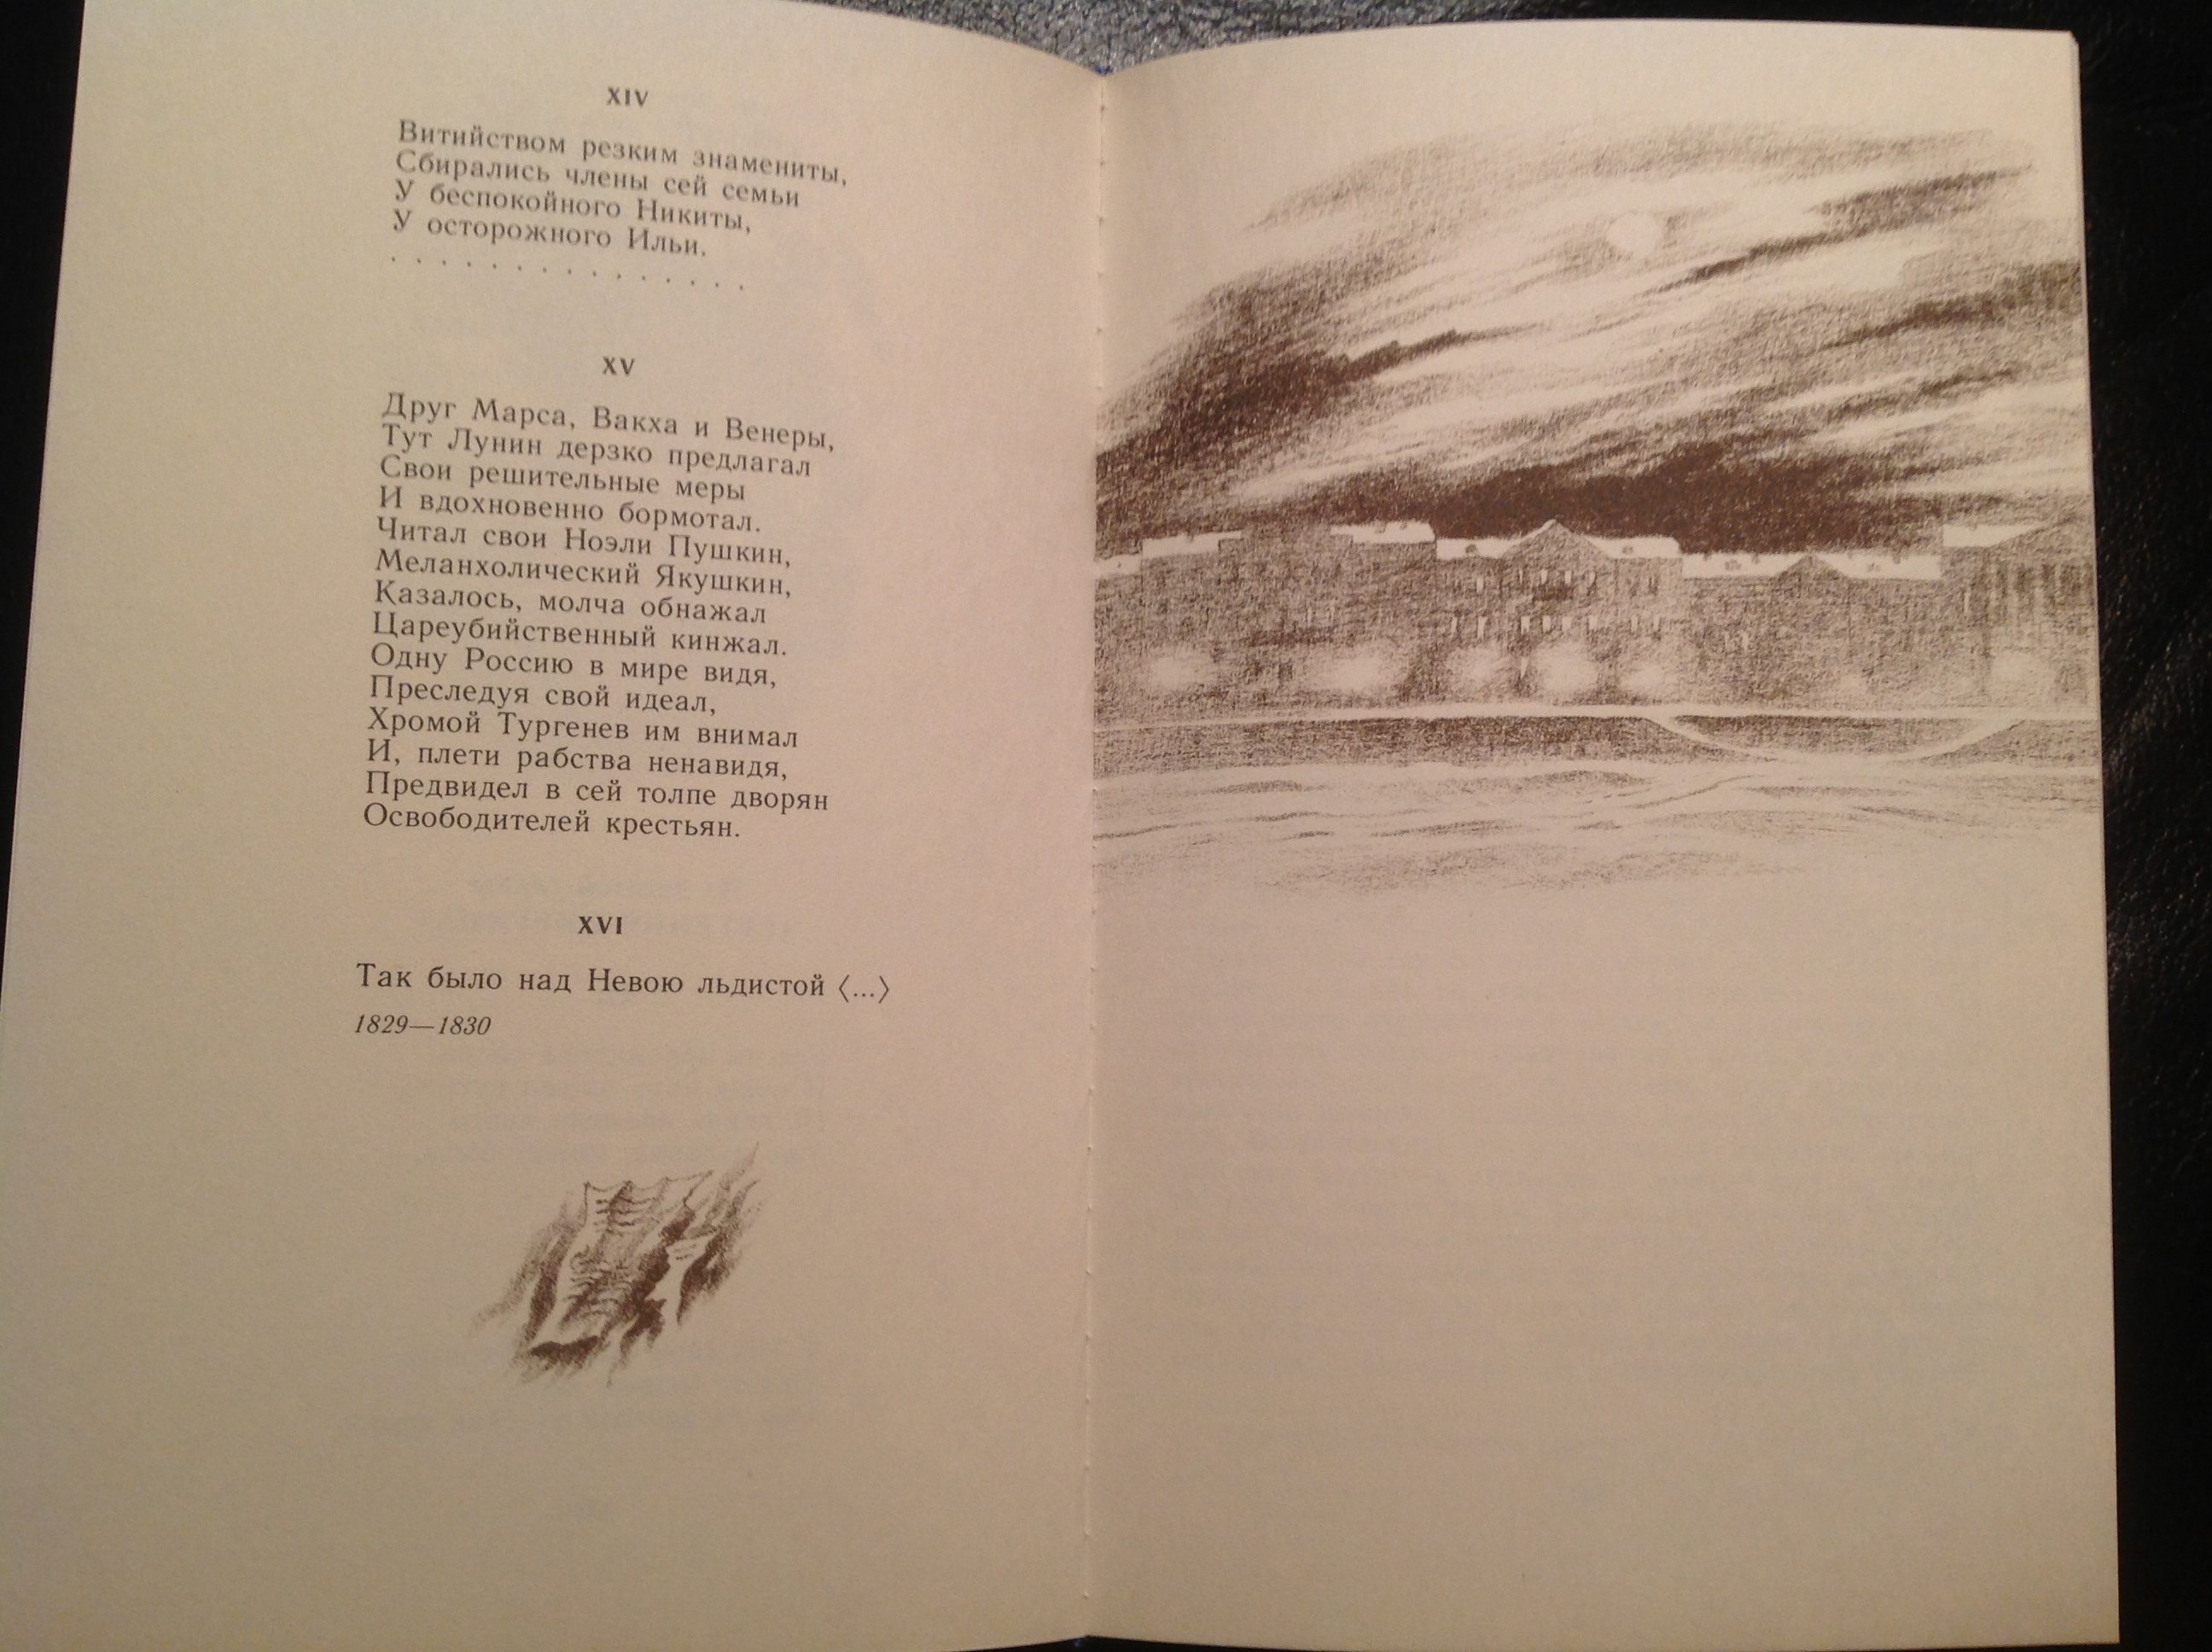 XIV
Витийством резким знамениты,
Сбирались члены сей семьи
У беспокойного Никиты,
У осторожного Ильи.
. . . . . . . . . . . . . . .
XV
Друг Марса, Вакха и Венеры,
Тут Лунин дерзко предлагал
Свои решительные меры
И вдохновенно бормотал.
Читал свои Ноэли Пушкин,
Меланхолический Якушкин,
Казалось, молча обнажал
Цареубийственный кинжал.
Одну Россию в мире видя,
Преследуя свой идеал,
Хромой Тургенев им внимал
И, плети рабства ненавидя,
Предвидел в сей толпе дворян
Освободителей крестьян.
XVI
Так было над Невою льдистой ⟨...⟩
1829—1830